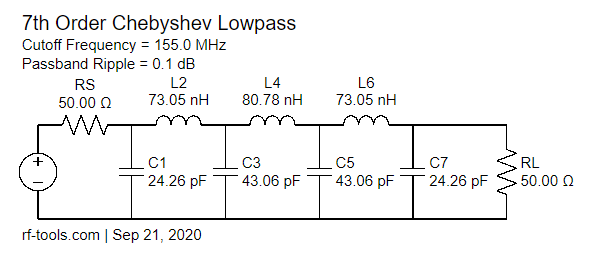 7th Order Chebyshev Lowpass
Cutoff Frequency = 155.0 MHz
Passband Ripple = 0.1 dB
RS
50.00 Ω
L2
73.05 nH
L4
80.78 nH
L6
73.05 nH
+
C1
24.26 pF
C3
43.06 pF
C5
43.06 pF
C7
24.26 pF
RL
50.00 Ω
rf-tools.com | Sep 21, 2020